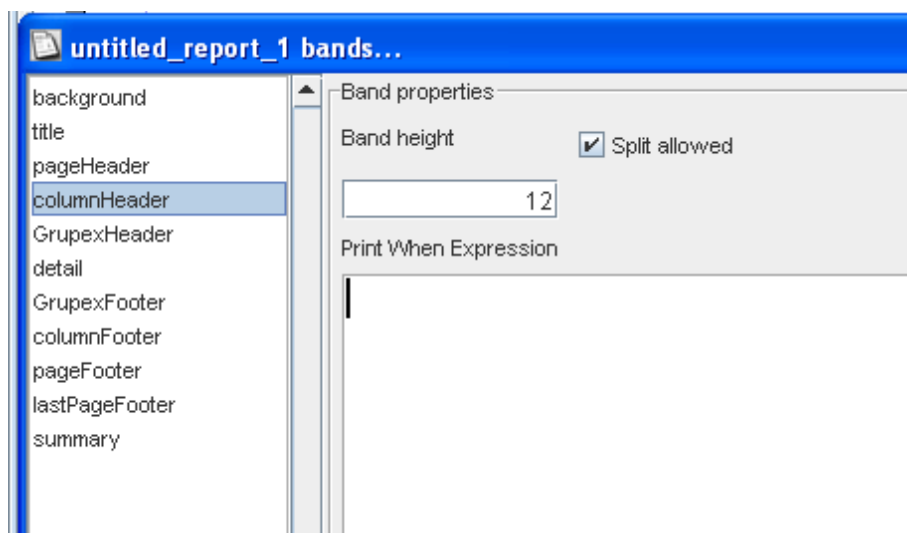 untitled_report_1 bands...
background
title
pageHeader
columnHeader
GrupexHeader
detail
GrupexFooter
columnFooter
pageFooter
lastPageFooter
summary
Band properties
Band height
Split allowed
12
Print When Expression